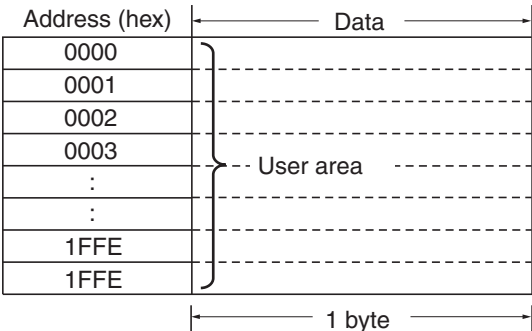 Address (hex) Data
0000
0001
0002
0003
User area
:
:
1FFE
1FFE
1 byte